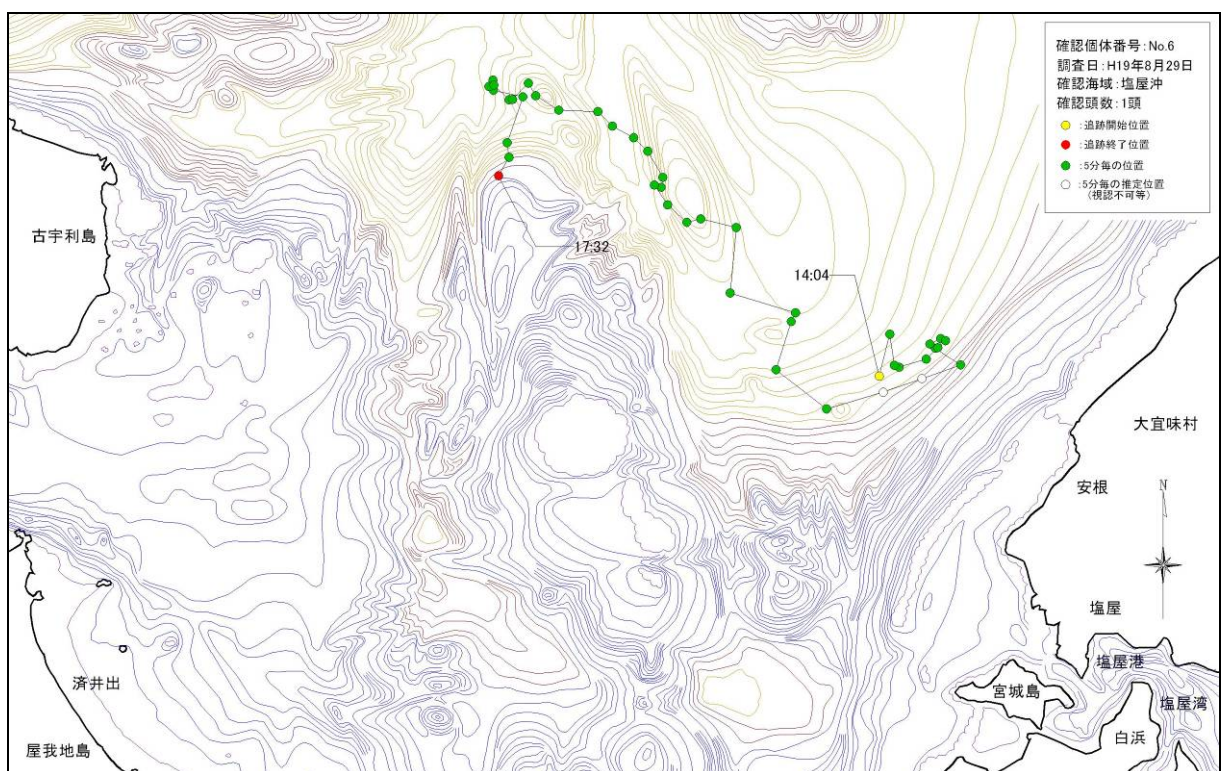 確認個体番号:No.6
調査日:H19年8月29日
確認海域:塩屋沖
確認頭数:1頭
:追跡開始位置
:追跡終了位置
:5分毎の位置
:5分毎の推定位置
(視認不可等)
古宇利島
17:32
14:04
大宜味村
安根
N
塩屋
塩屋港
済井出
宮城島
塩屋湾
屋我地島
白浜